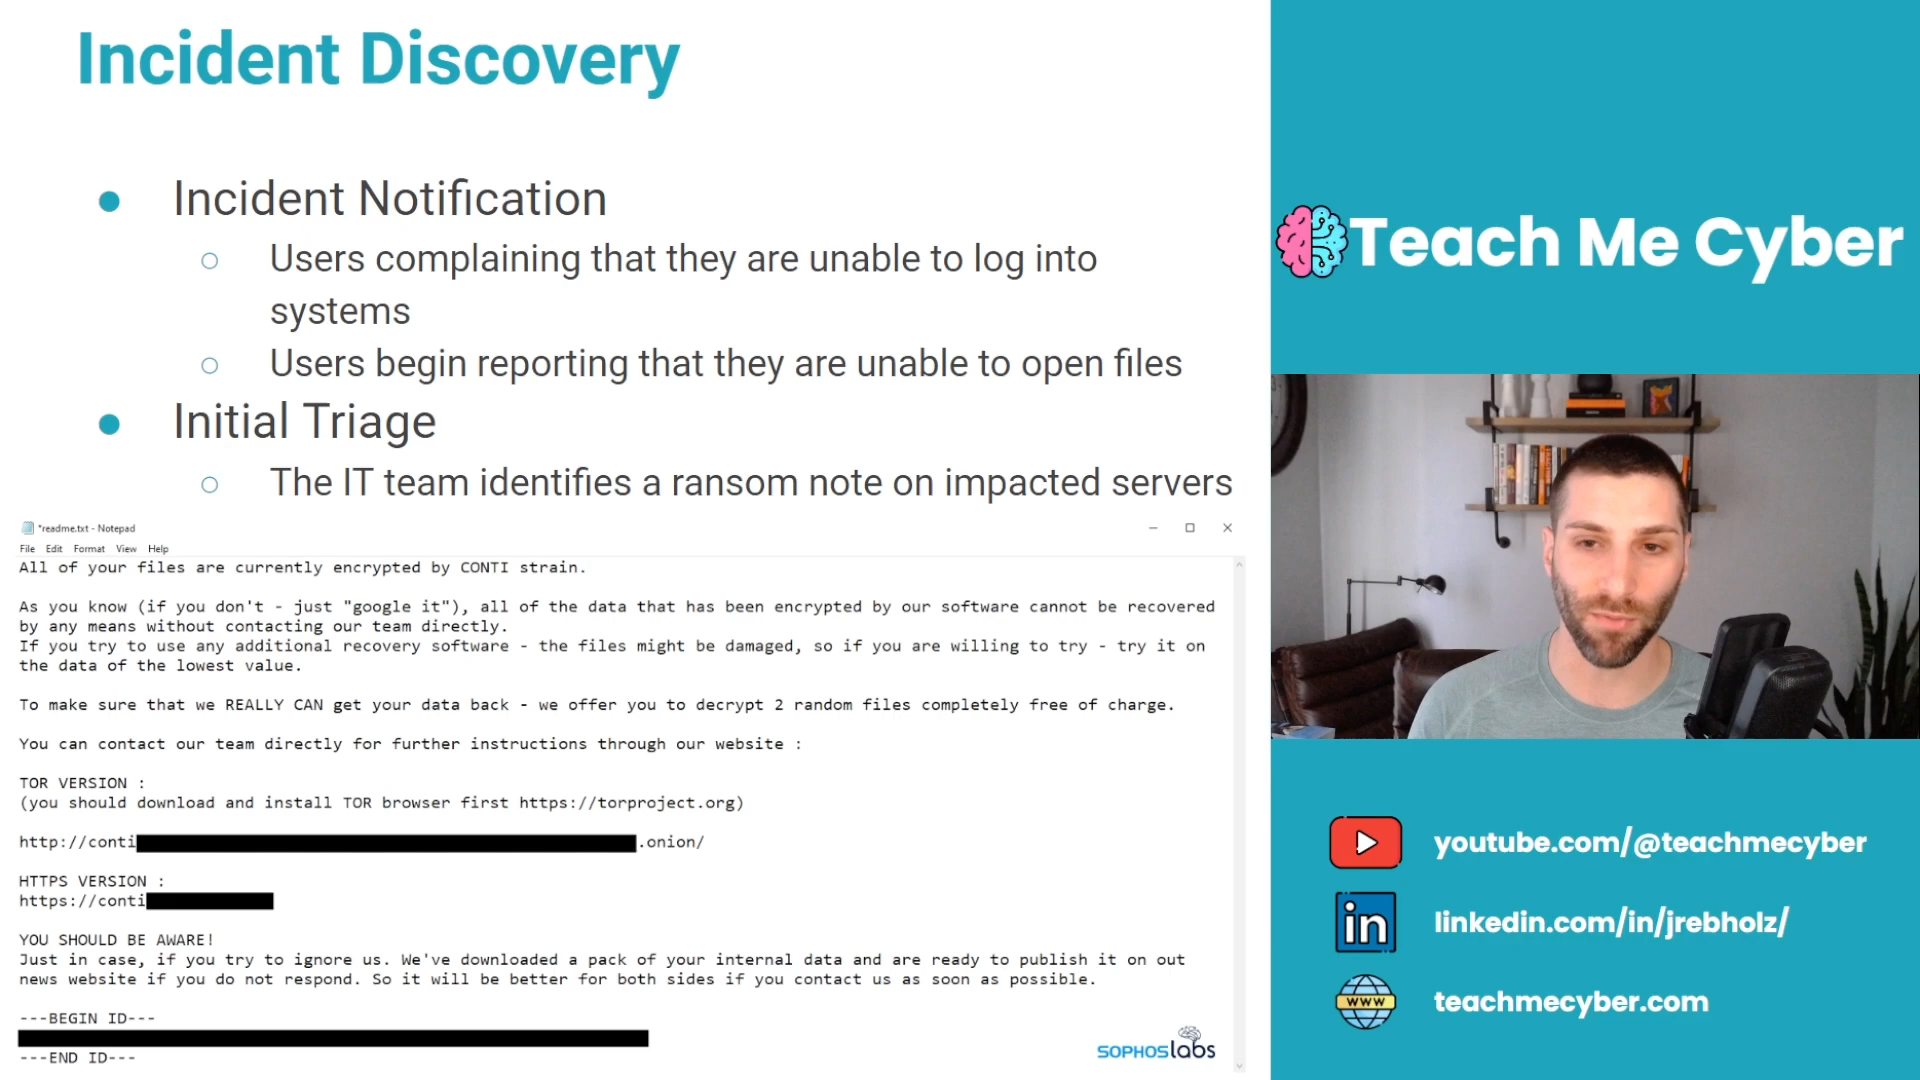 Incident Discovery
Incident Notification
Users complaining that they are unable to log into
systems
Users begin reporting that they are unable to open files
Initial Triage
The IT team identifies a ransom note on impacted servers
*readme.txt - Notepad
File Edit Format View Help
All of your files are currently encrypted by CONTI strain.
As you know (if you don't - just "google it"), all of the data that has been encrypted by our software cannot be recovered
by any means without contacting our team directly.
If you try to use any additional recovery software - the files might be damaged, so if you are willing to try - try it on
the data of the lowest value.
To make sure that we REALLY CAN get your data back - we offer you to decrypt 2 random files completely free of charge.
You can contact our team directly for further instructions through our website :
TOR VERSION :
(you should download and install TOR browser first https://torproject.org)
http://conti .onion/
HTTPS VERSION :
https://conti
YOU SHOULD BE AWARE!
Just in case, if you try to ignore us. We've downloaded a pack of your internal data and are ready to publish it on out
news website if you do not respond. So it will be better for both sides if you contact us as soon as possible.
---BEGIN ID---
---END ID---
SOPHOSlabs
Teach Me Cyber
youtube.com/@teachmecyber
in
linkedin.com/in/jrebholz/
WWW
teachmecyber.com